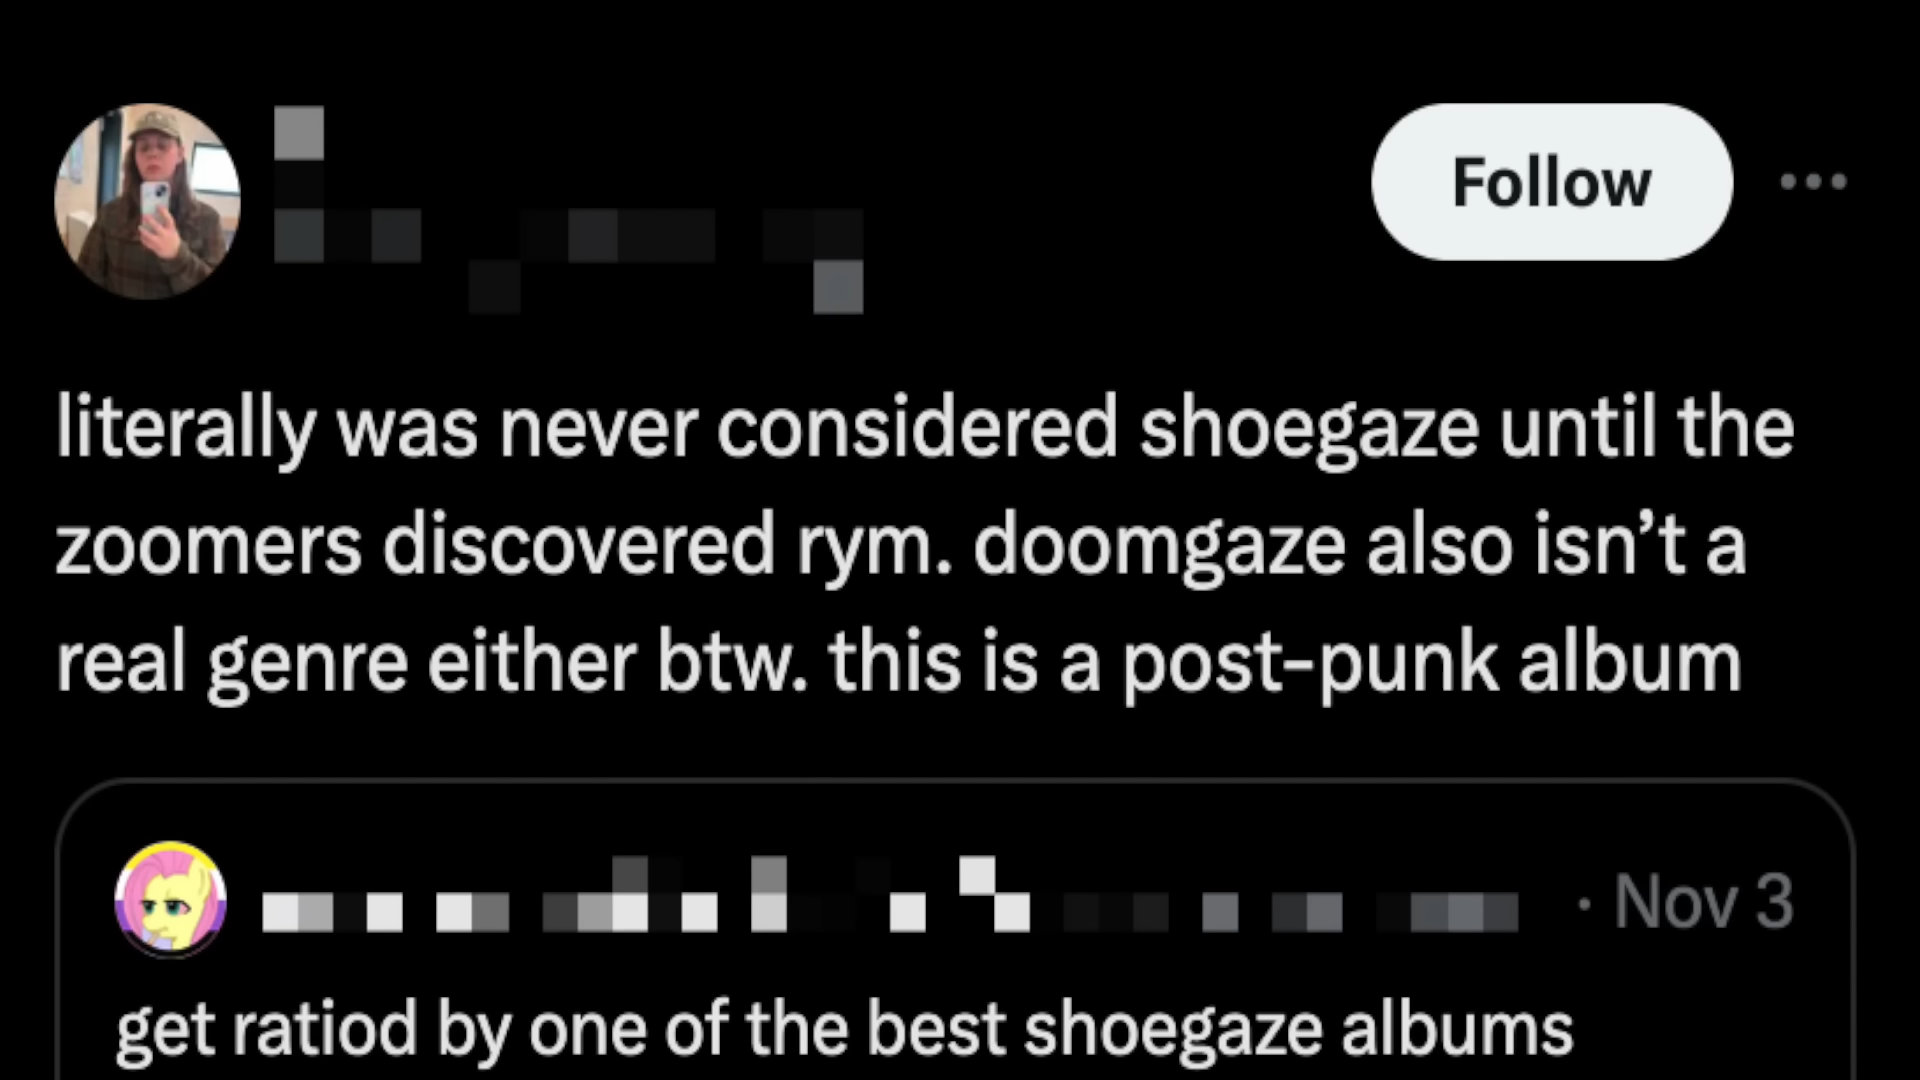 Follow
literally was never considered shoegaze until the
zoomers discovered rym. doomgaze also isn’t a
real genre either btw. this is a post-punk album
· Nov 3
get ratiod by one of the best shoegaze albums